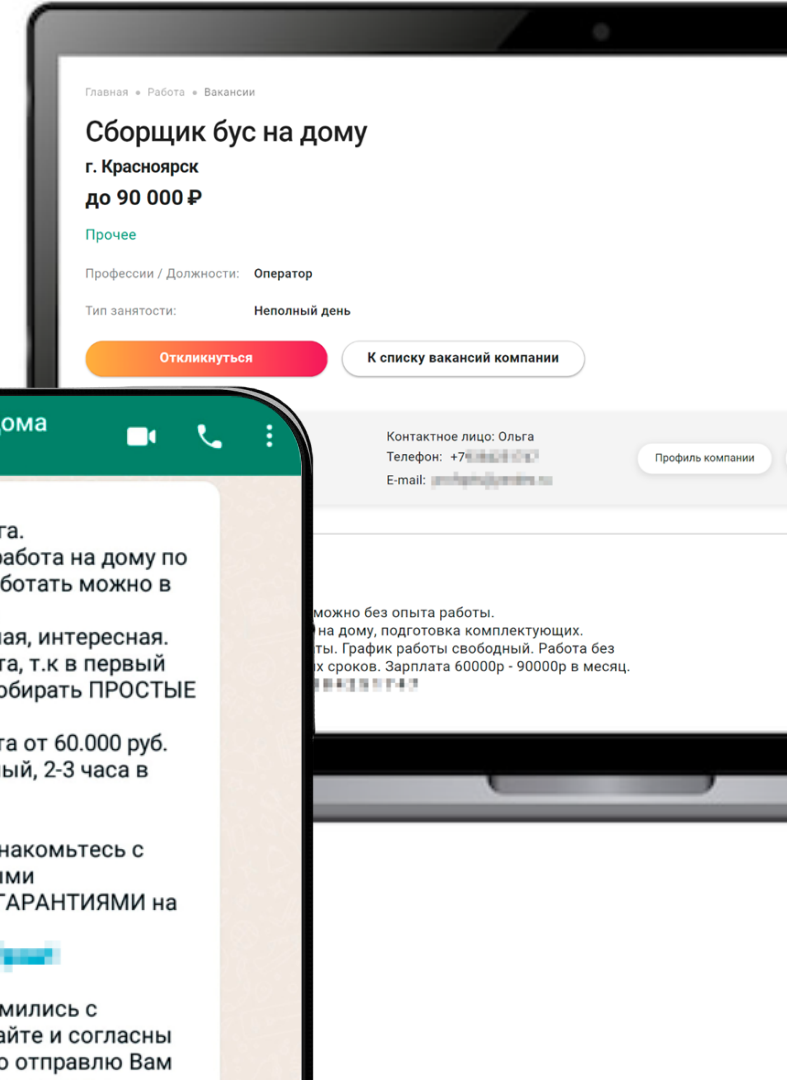 Главная • Работа • Вакансии
Сборщик бус на дому
г. Красноярск
до 90 000 ₽
Прочее
Профессии / Должности: Оператор
Тип занятости: Неполный день
Откликнуться
К списку вакансий компании
Контактное лицо: Ольга
Телефон: +7
E-mail:
Профиль компании
можно без опыта работы.
на дому, подготовка комплектующих.
ты. График работы свободный. Работа без
х сроков. Зарплата 60000р - 90000р в месяц.
ома
га.
работа на дому по
ботать можно в
ая, интересная.
та, т.к в первый
обирать ПРОСТЫЕ
та от 60.000 руб.
ый, 2-3 часа в
накомьтесь с
ими
ГАРАНТИЯМИ на
мились с
айте и согласны
о отправлю Вам